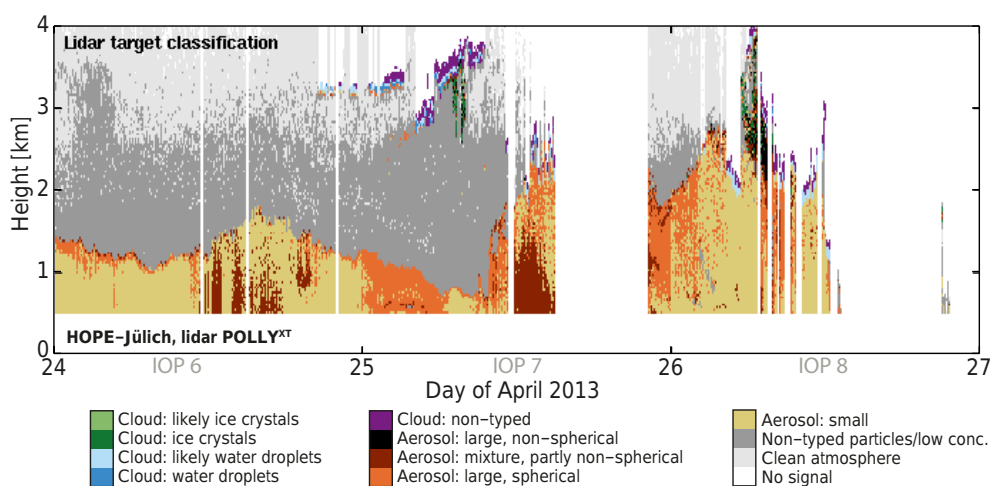 4
Lidar target classification
3
Height [km]
2
1
HOPE–Jülich, lidar POLLYXT
0
24 IOP 6 25 IOP 7 26 IOP 8 27
Day of April 2013
Cloud: likely ice crystals
Cloud: ice crystals
Cloud: likely water droplets
Cloud: water droplets
Cloud: non–typed
Aerosol: large, non–spherical
Aerosol: mixture, partly non–spherical
Aerosol: large, spherical
Aerosol: small
Non–typed particles/low conc.
Clean atmosphere
No signal